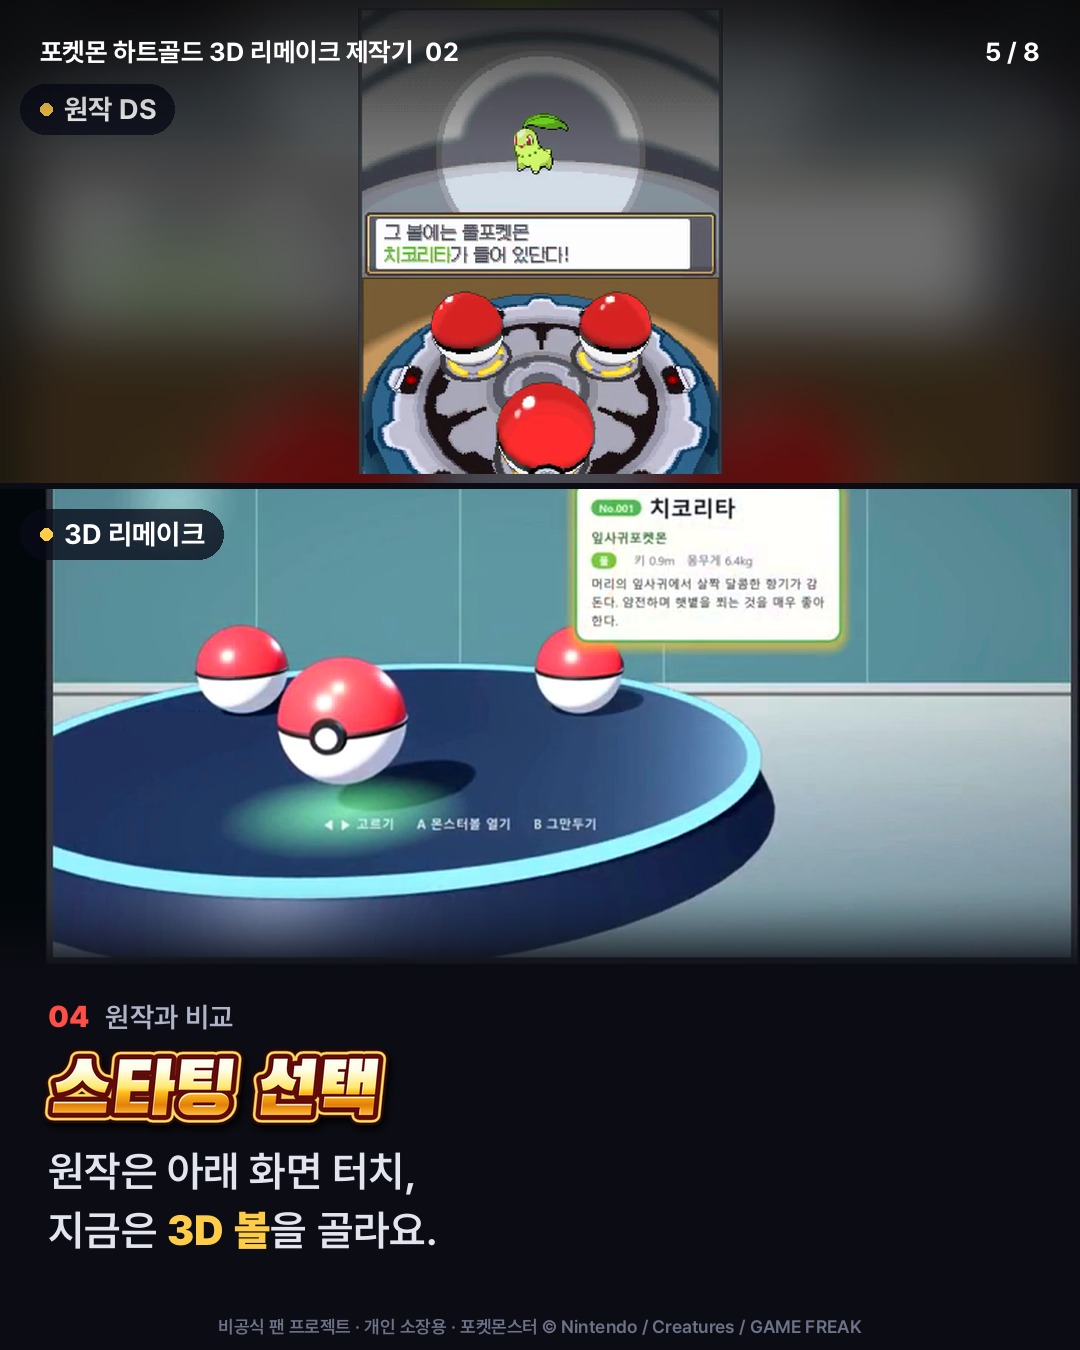 포켓몬 하트골드 3D 리메이크 제작기 02
5 / 8
원작 DS
그 볼에는 풀포켓몬
치코리타가 들어 있단다!
3D 리메이크
No.001 치코리타
잎사귀포켓몬
풀 키 0.9m 몸무게 6.4kg
머리의 잎사귀에서 살짝 달콤한 향기가 감
돈다. 얌전하며 햇볕을 쬐는 것을 매우 좋아
한다.
◀ ▶ 고르기 A 몬스터볼 열기 B 그만두기
04 원작과 비교
스타팅 선택
원작은 아래 화면 터치,
지금은 3D 볼을 골라요.
비공식 팬 프로젝트 · 개인 소장용 · 포켓몬스터 © Nintendo / Creatures / GAME FREAK